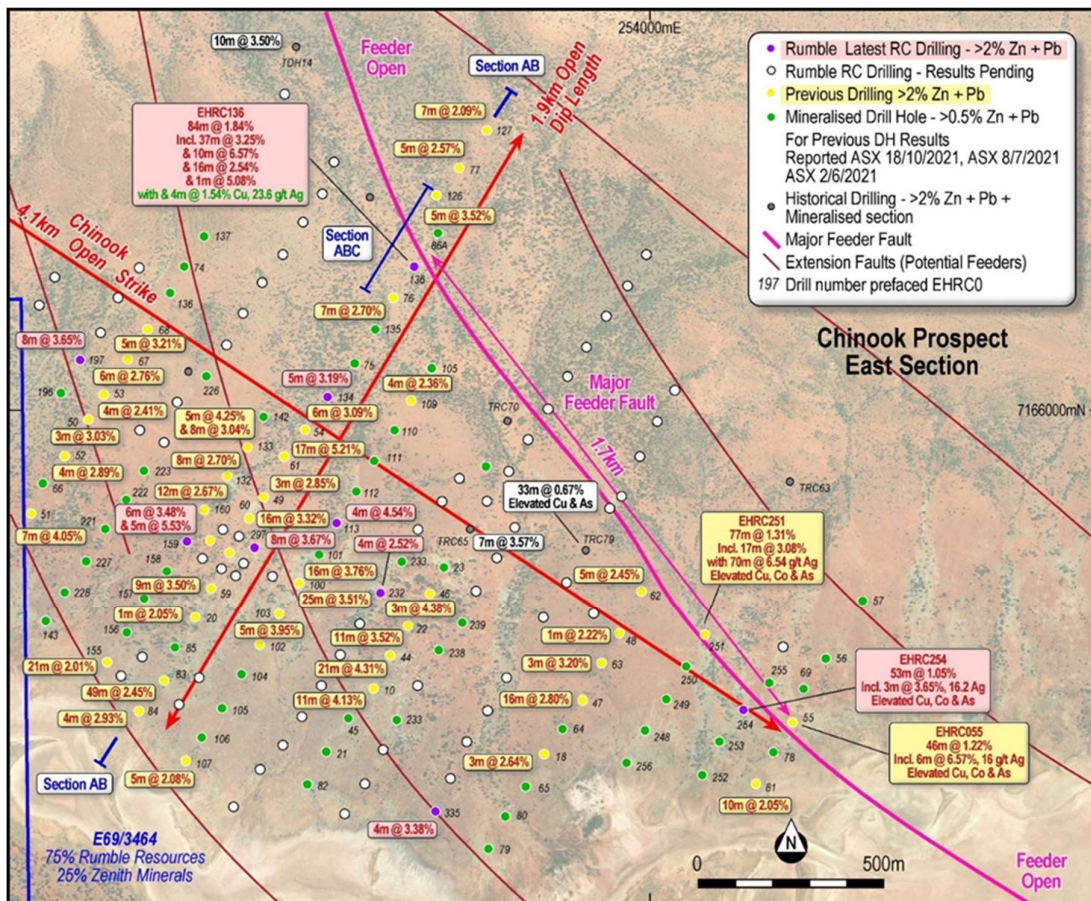 254000mE
10m @ 3.50%
TDH14
Feeder
Open
Section AB
1.9km Open
Dip Length
Rumble Latest RC Drilling - >2% Zn + Pb
Rumble RC Drilling - Results Pending
Previous Drilling >2% Zn + Pb
Mineralised Drill Hole - >0.5% Zn + Pb
For Previous DH Results
Reported ASX 18/10/2021, ASX 8/7/2021
ASX 2/6/2021
Historical Drilling - >2% Zn + Pb +
Mineralised section
Major Feeder Fault
Extension Faults (Potential Feeders)
197 Drill number prefaced EHRC0
EHRC136
84m @ 1.84%
Incl. 37m @ 3.25%
& 10m @ 6.57%
& 16m @ 2.54%
& 1m @ 5.08%
with & 4m @ 1.54% Cu, 23.6 g/t Ag
7m @ 2.09%
127
5m @ 2.57%
77
126
5m @ 3.52%
86A
Section
ABC
136
76
7m @ 2.70%
135
137
74
136
Chinook
4.1km Open Strike
68
5m @ 3.21%
8m @ 3.65%
197
67
6m @ 2.76%
226
75
105
5m @ 3.19%
134
4m @ 2.36%
109
Chinook Prospect
East Section
7166000mN
196
53
4m @ 2.41%
50
3m @ 3.03%
5m @ 4.25%
& 8m @ 3.04%
142
6m @ 3.09%
54
133
17m @ 5.21%
110
111
TRC70
Major
Feeder Fault
1.7km
52
4m @ 2.89%
8m @ 2.70%
61
3m @ 2.85%
66
223
132
222
12m @ 2.67%
49
112
33m @ 0.67%
Elevated Cu & As
TRC63
51
7m @ 4.05%
221
6m @ 3.48%
& 5m @ 5.53%
160
60
16m @ 3.32%
4m @ 4.54%
113
TRC65
7m @ 3.57%
TRC79
159
297
8m @ 3.67%
4m @ 2.52%
EHRC251
77m @ 1.31%
Incl. 17m @ 3.08%
with 70m @ 6.54 g/t Ag
Elevated Cu, Co & As
227
158
101
16m @ 3.76%
233
23
5m @ 2.45%
62
228
157
9m @ 3.50%
59
100
25m @ 3.51%
232
3m @ 4.38%
46
57
143
156
1m @ 2.05%
20
103
5m @ 3.95%
102
11m @ 3.52%
22
239
1m @ 2.22%
48
251
155
21m @ 2.01%
85
21m @ 4.31%
44
238
3m @ 3.20%
63
250
255
56
49m @ 2.45%
83
104
11m @ 4.13%
10
16m @ 2.80%
47
249
69
EHRC254
53m @ 1.05%
Incl. 3m @ 3.65%, 16.2 Ag
Elevated Cu, Co & As
4m @ 2.93%
84
105
45
233
264
55
Section AB
106
21
64
248
253
78
EHRC055
46m @ 1.22%
Incl. 6m @ 6.57%, 16 g/t Ag
Elevated Cu, Co & As
5m @ 2.08%
107
82
3m @ 2.64%
18
65
256
252
61
10m @ 2.05%
4m @ 3.38%
335
80
79
E69/3464
75% Rumble Resources
25% Zenith Minerals
N
0
500m
Feeder
Open